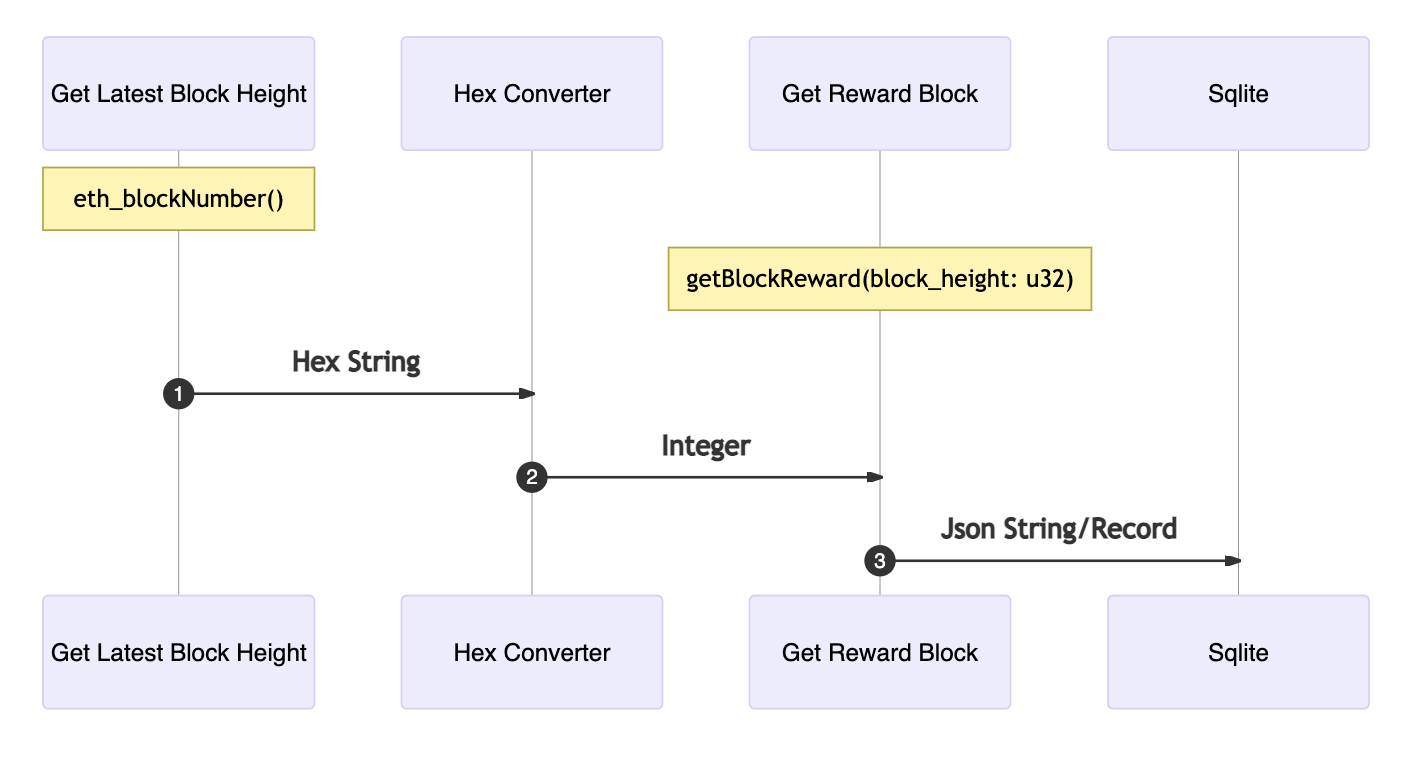 Get Latest Block Height
Hex Converter
Get Reward Block
Sqlite
eth_blockNumber()
getBlockReward(block_height: u32)
Hex String
1
Integer
2
Json String/Record
3
Get Latest Block Height
Hex Converter
Get Reward Block
Sqlite